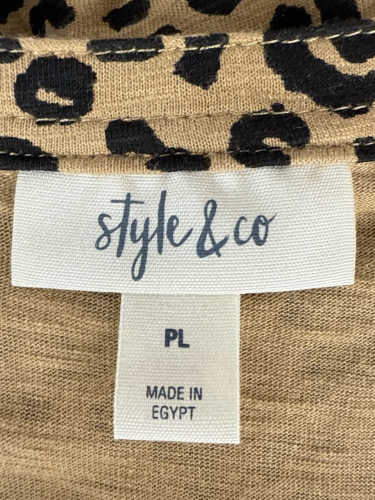 style & co
PL
MADE IN
EGYPT